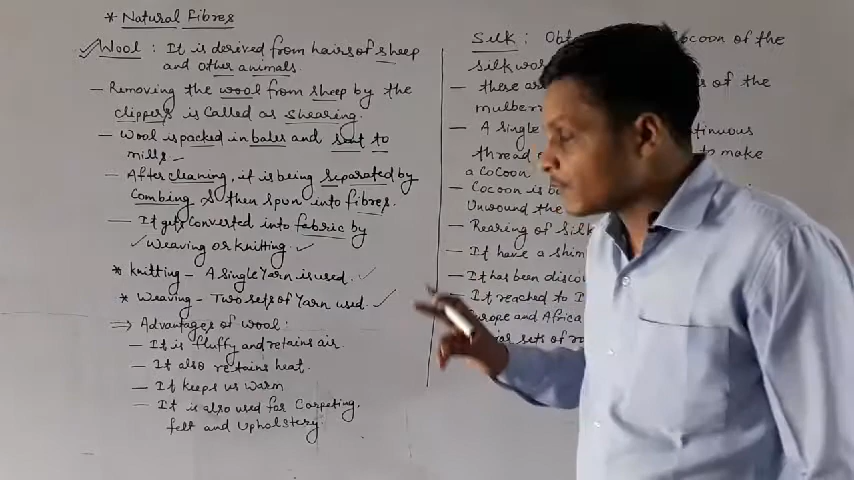 * Natural Fibres
Wool : It is derived from hairs of sheep
and other animals.
— Removing the wool from sheep by the
clippers is called as shearing.
— Wool is packed in bales and sent to
mills.
— After cleaning, it is being separated by
Combing & then spun into fibres.
— It gets converted into fabric by
Weaving or knitting.
* Knitting - A single Yarn is used.
* Weaving - Two sets of Yarn used.
⇒ Advantages of wool :
— It is fluffy and retains air.
— It also retains heat.
— It keeps us warm
— It is also used for Carpeting,
felt and Upholstery
Silk : Cocoon of the
silk
— there of the
— A single
thread to make
a Cocoon
— Cocoon is
Unwound the
— Rearing of silk
— It have a
— It has been
— It reached to
Europe and Africa
sets of